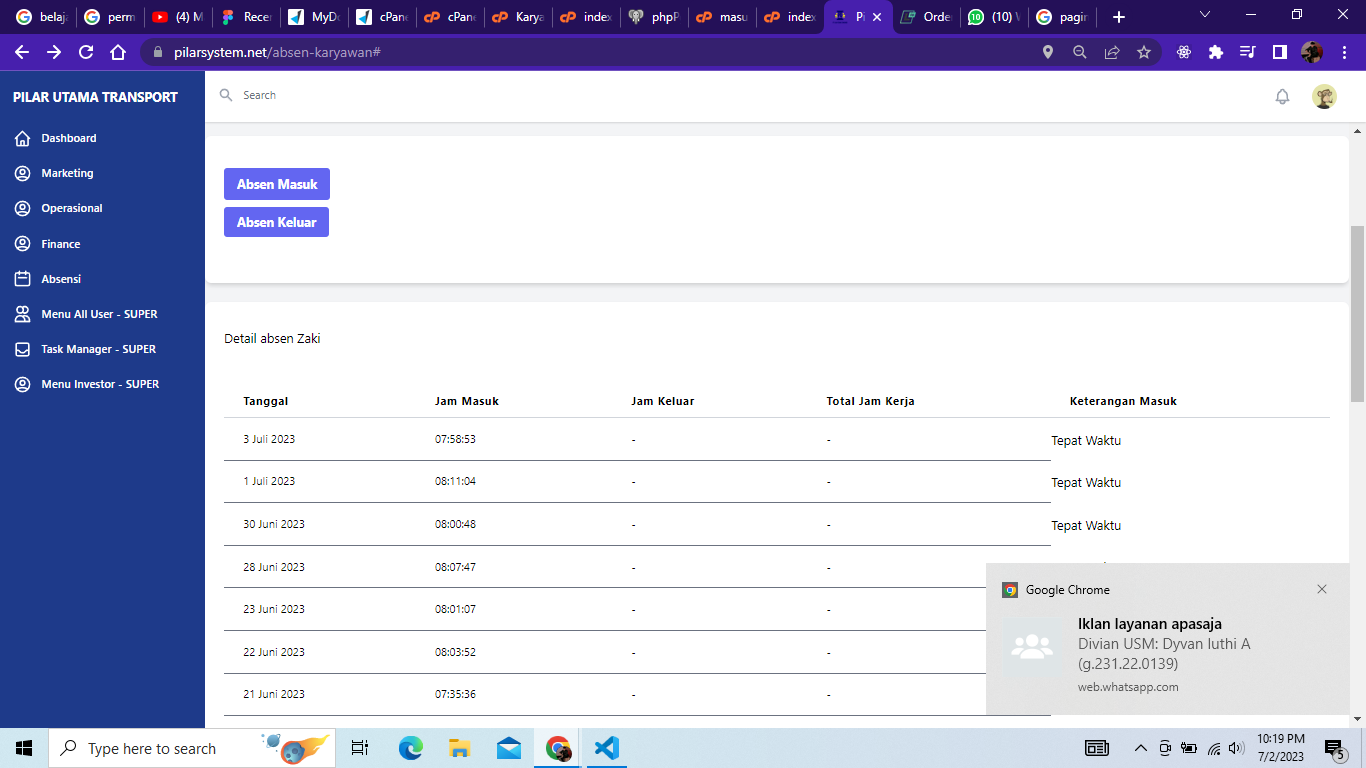 belaja
perm
(4) M
Recen
MyDo
cPane
cPane
Karya
index
phpP
masu
index
Pi
Orde
(10) W
pagin
pilarsystem.net/absen-karyawan#
PILAR UTAMA TRANSPORT
Search
Dashboard
Marketing
Operasional
Finance
Absensi
Menu All User - SUPER
Task Manager - SUPER
Menu Investor - SUPER
Absen Masuk
Absen Keluar
Detail absen Zaki
Tanggal Jam Masuk Jam Keluar Total Jam Kerja Keterangan Masuk
3 Juli 2023 07:58:53 - - Tepat Waktu
1 Juli 2023 08:11:04 - - Tepat Waktu
30 Juni 2023 08:00:48 - - Tepat Waktu
28 Juni 2023 08:07:47 - -
23 Juni 2023 08:01:07 - -
22 Juni 2023 08:03:52 - -
21 Juni 2023 07:35:36 - -
Google Chrome
Iklan layanan apasaja
Divian USM: Dyvan luthi A
(g.231.22.0139)
web.whatsapp.com
Type here to search
10:19 PM
7/2/2023
5